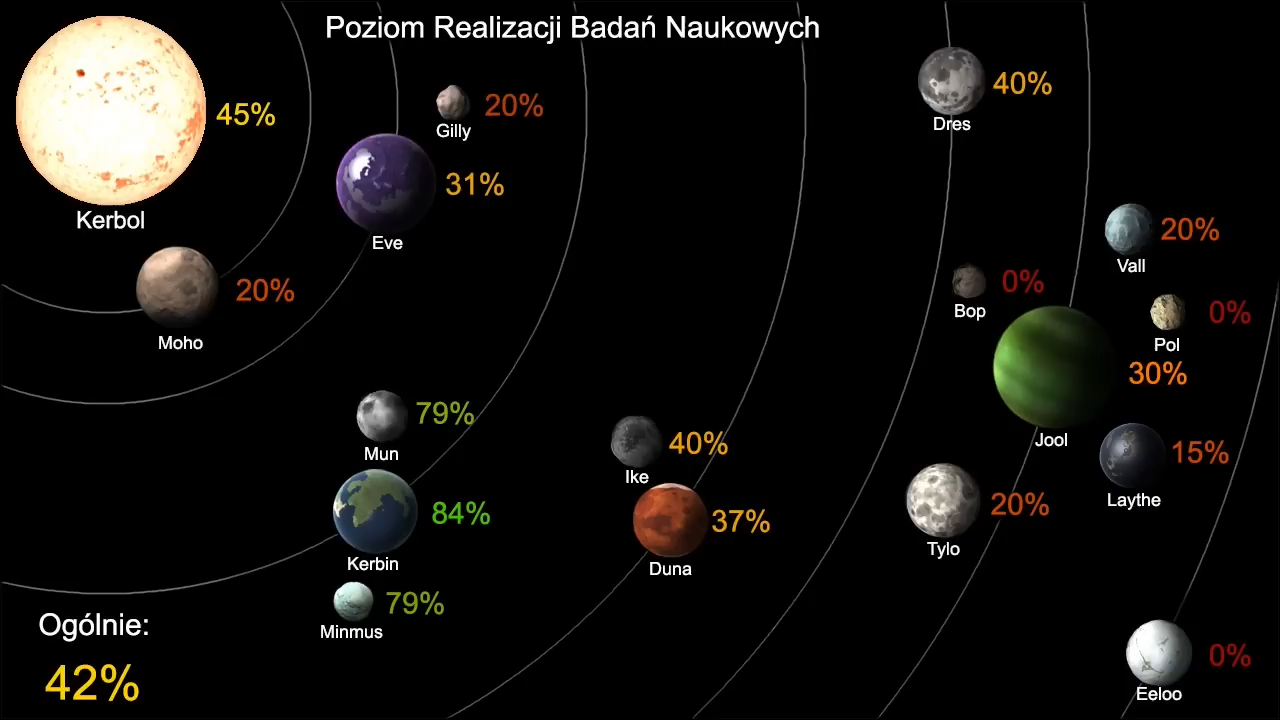 Poziom Realizacji Badań Naukowych
45%
Kerbol
20%
Moho
20%
Gilly
31%
Eve
79%
Mun
84%
Kerbin
79%
Minmus
40%
Ike
37%
Duna
40%
Dres
20%
Vall
0%
Bop
0%
Pol
30%
Jool
15%
Laythe
20%
Tylo
0%
Eeloo
Ogólnie:
42%